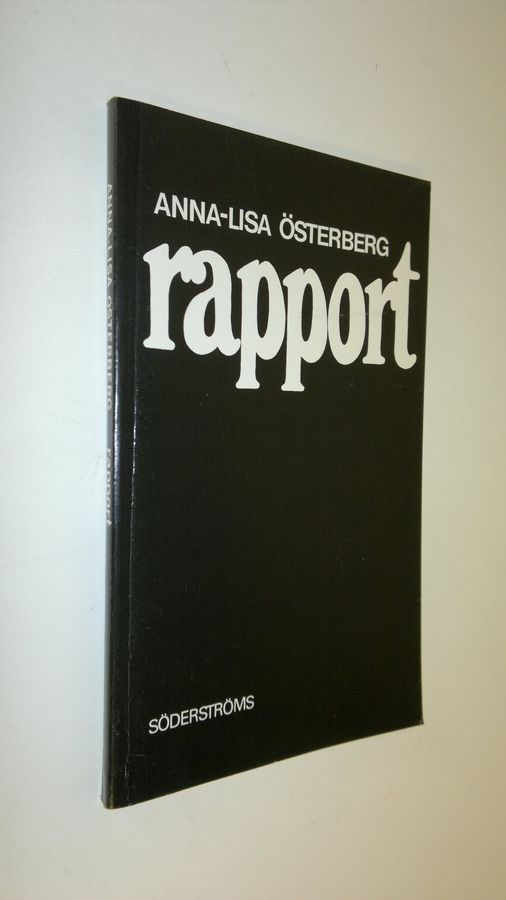 ANNA-LISA ÖSTERBERG
rapport
SÖDERSTRÖMS
ANNA-LISA ÖSTERBERG rapport